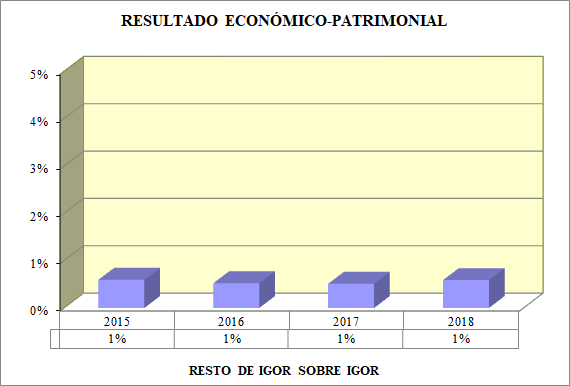 RESULTADO ECONÓMICO-PATRIMONIAL
5%
4%
3%
2%
1%
0%
2015 2016 2017 2018
1% 1% 1% 1%
RESTO DE IGOR SOBRE IGOR